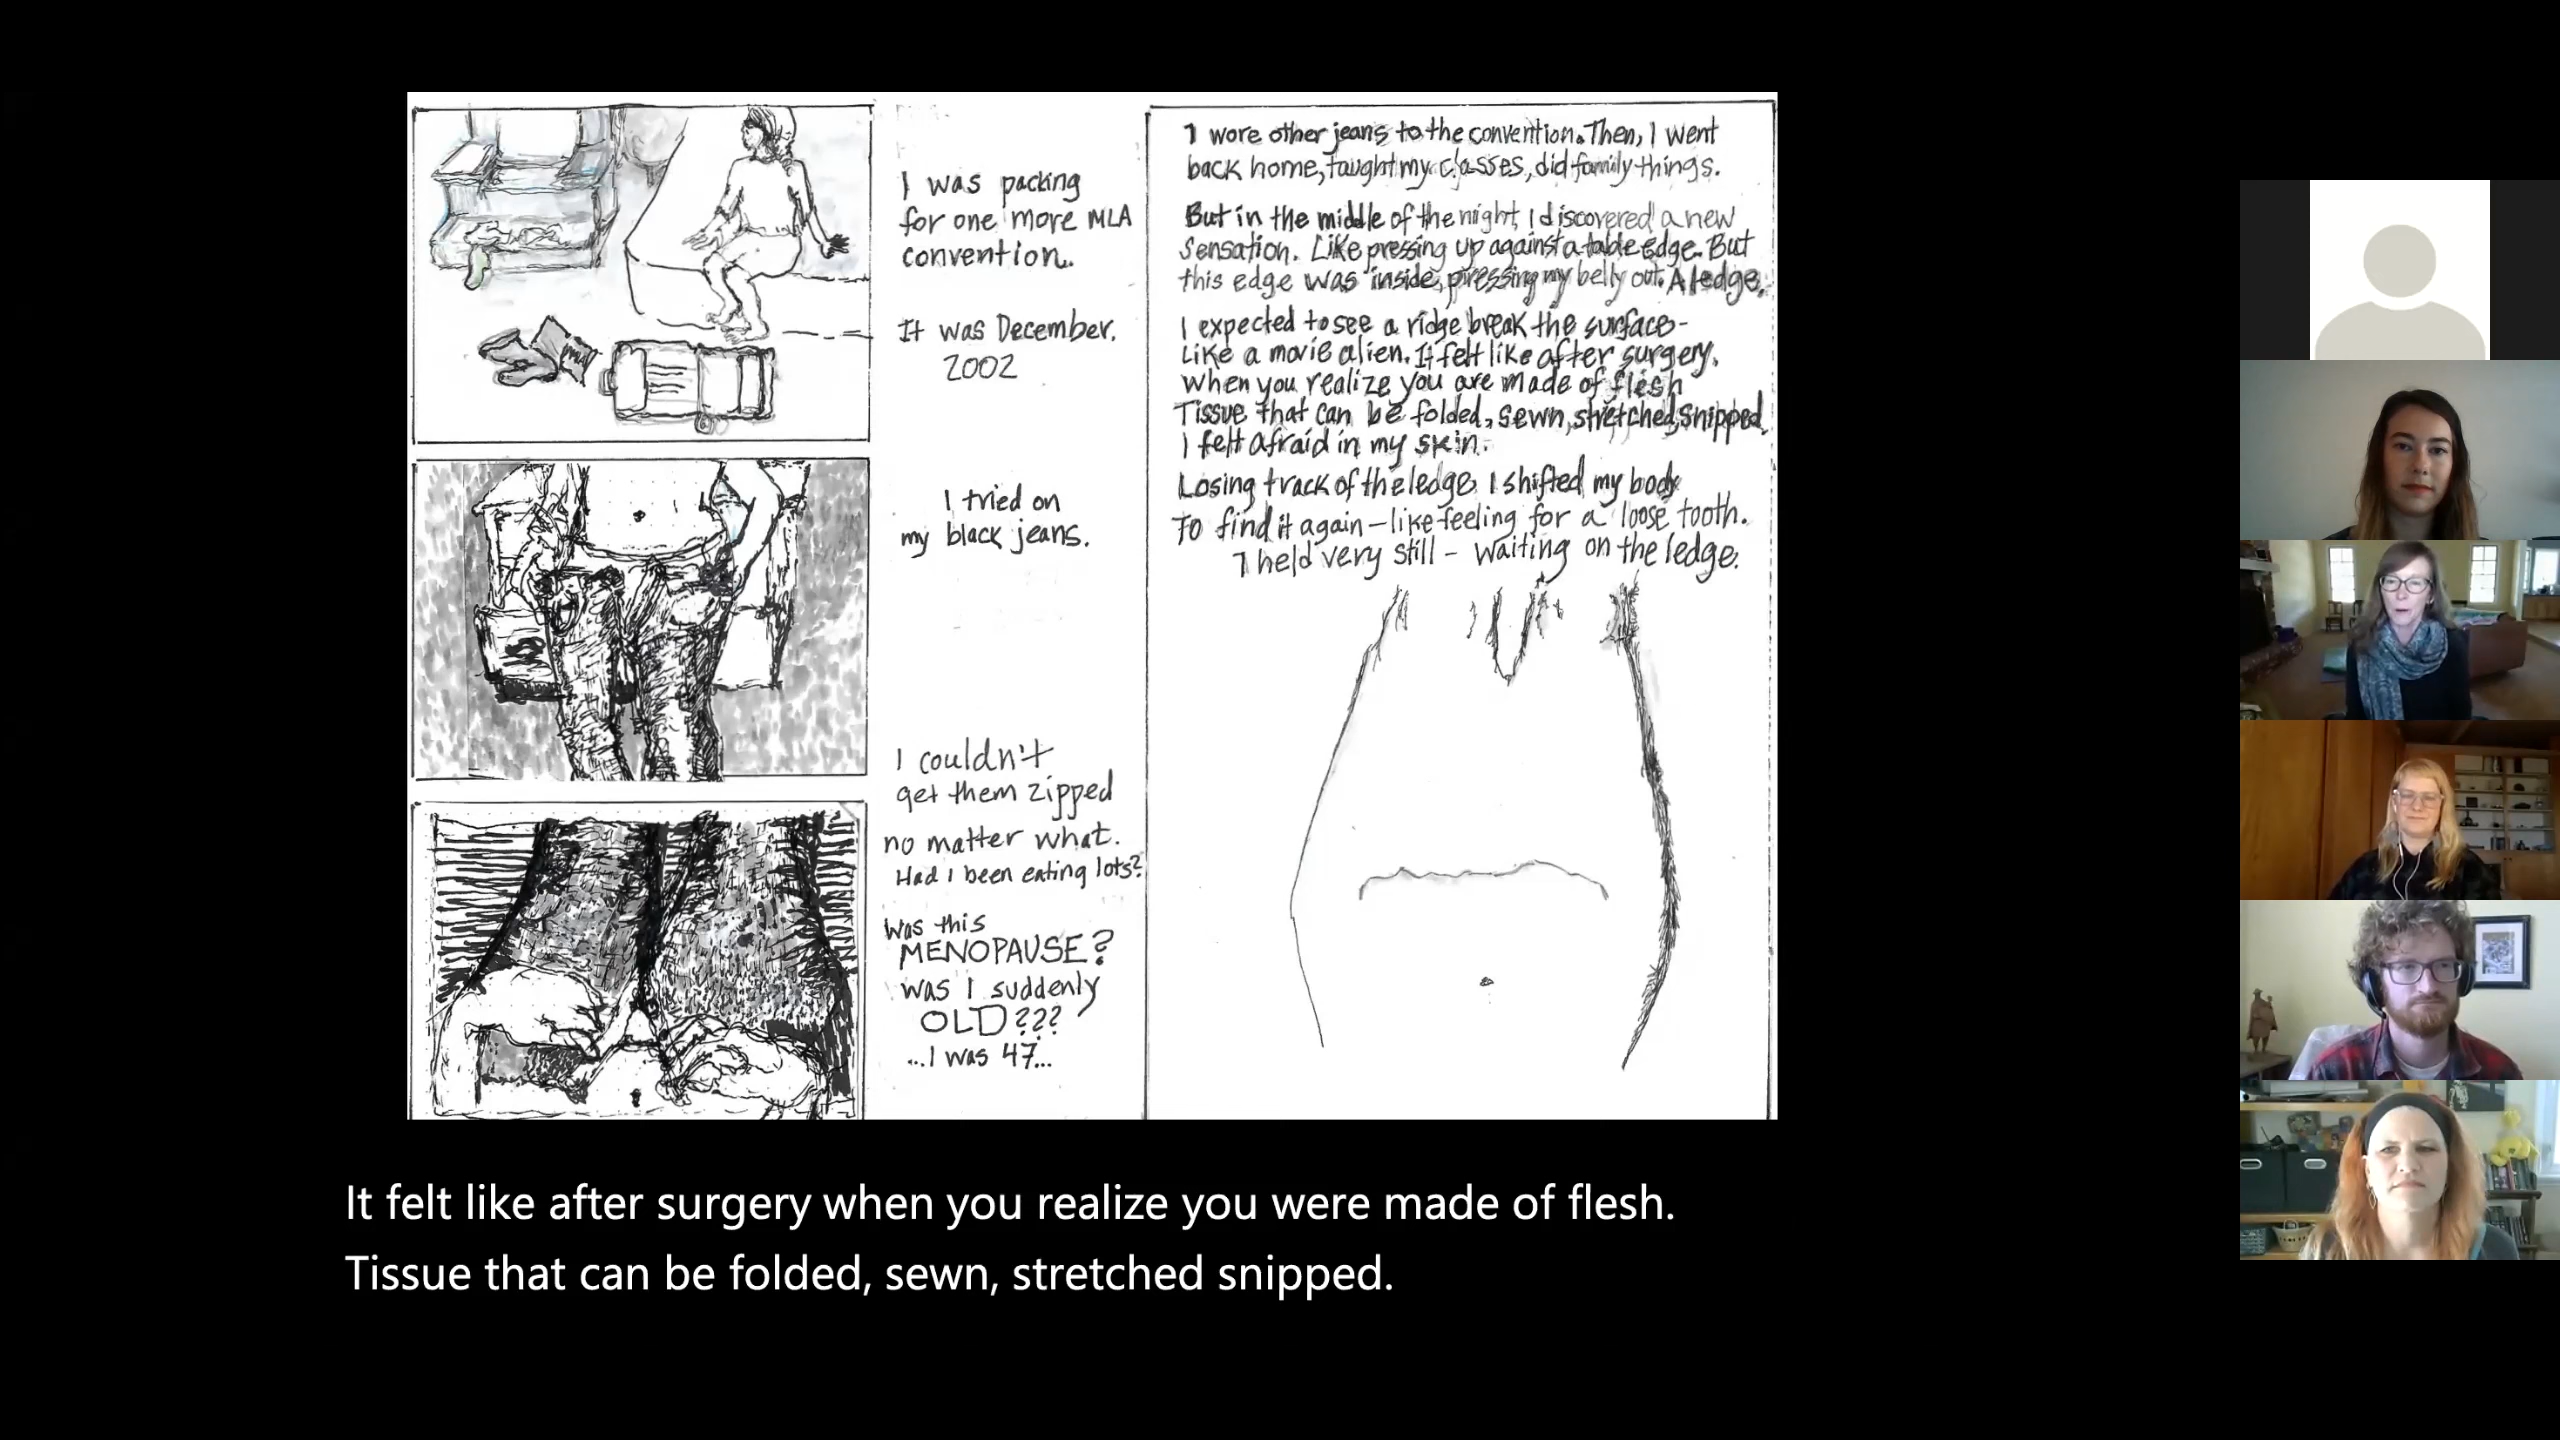 I was packing
for one more MLA
convention.
It was December.
2002
I tried on
my black jeans.
I couldn't
get them zipped
no matter what.
Had I been eating lots?
Was this
MENOPAUSE?
was I suddenly
OLD???
...I was 47...
I wore other jeans to the convention. Then, I went
back home, taught my classes, did family things.
But in the middle of the night, I discovered a new
sensation. Like pressing up against a table edge. But
this edge was inside, pressing my belly out. A ledge.
I expected to see a ridge break the surface-
Like a movie alien. It felt like after surgery,
when you realize you are made of flesh
Tissue that can be folded, sewn, stretched, snipped.
I felt afraid in my skin.
Losing track of the ledge I shifted my body
To find it again - like feeling for a loose tooth.
I held very still - waiting on the ledge.
It felt like after surgery when you realize you were made of flesh.
Tissue that can be folded, sewn, stretched snipped.